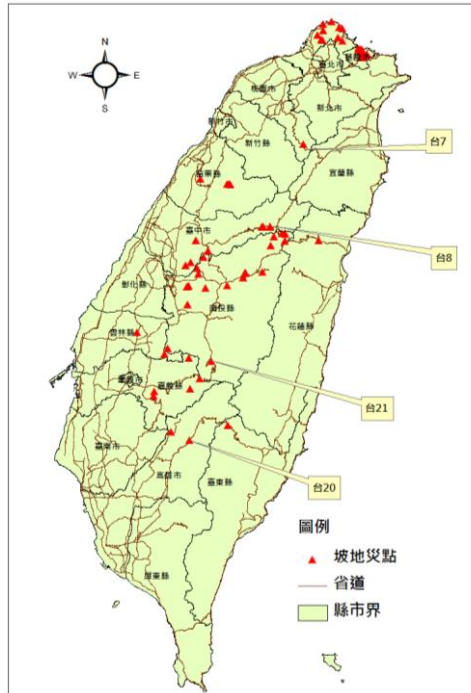 N
W
E
S
臺北市
基隆市
桃園市
新北市
新竹市
新竹縣
台7
苗栗縣
宜蘭縣
臺中市
台8
彰化縣
南投縣
花蓮縣
雲林縣
嘉義市
嘉義縣
台21
臺南市
高雄市
臺東縣
台20
圖例
坡地災點
省道
屏東縣
縣市界